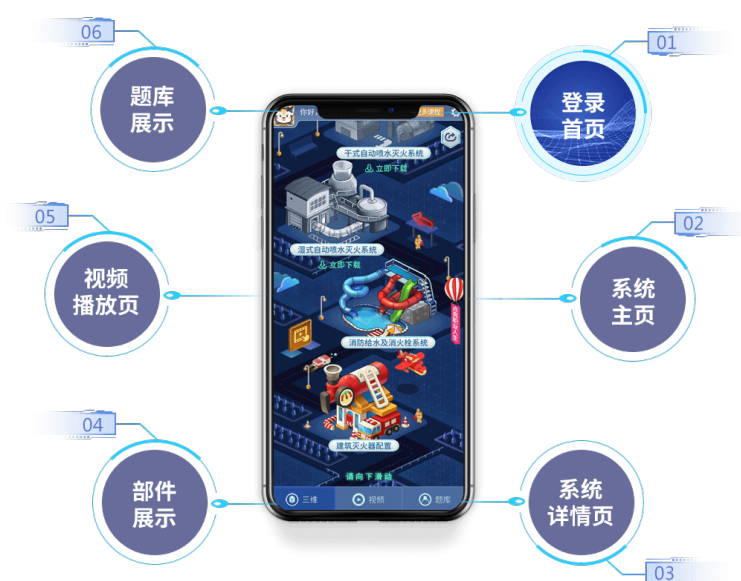 06
题库
展示
01
登录
首页
你好
干式自动喷水灭火系统
立即下载
湿式自动喷水灭火系统
立即下载
消防给水及消火栓系统
建筑灭火器配置
请向下滑动
三维
视频
题库
05
视频
播放页
02
系统
主页
04
部件
展示
系统
详情页
03